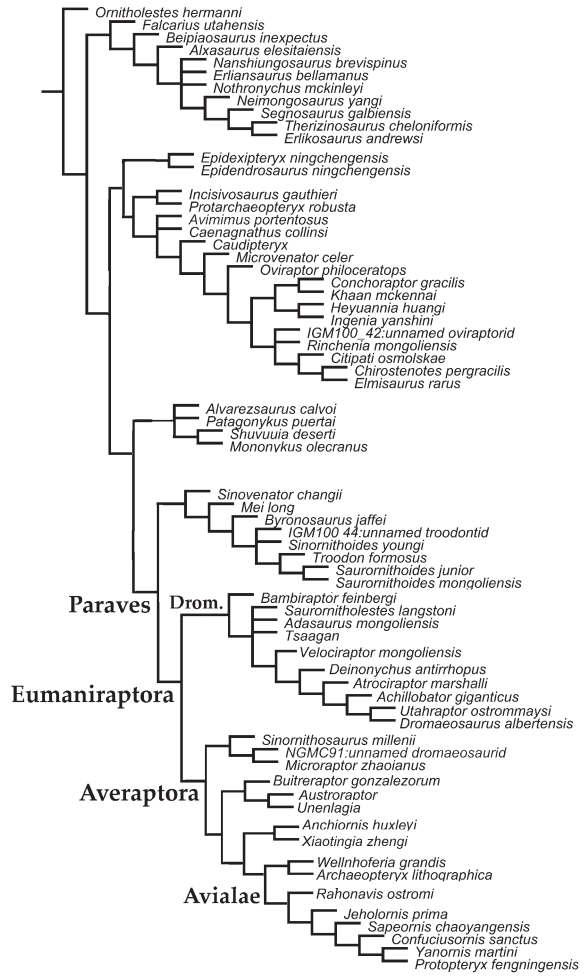 Ornitholestes hermanni
Falcarius utahensis
Beipiaosaurus inexpectus
Alxasaurus elesitaiensis
Nanshiungosaurus brevispinus
Erliansaurus bellamanus
Nothronychus mckinleyi
Neimongosaurus yangi
Segnosaurus galbiensis
Therizinosaurus cheloniformis
Erlikosaurus andrewsi
Epidexipteryx ningchengensis
Epidendrosaurus ningchengensis
Incisivosaurus gauthieri
Protarchaeopteryx robusta
Avimimus portentosus
Caenagnathus collinsi
Caudipteryx
Microvenator celer
Oviraptor philoceratops
Conchoraptor gracilis
Khaan mckennai
Heyuannia huangi
Ingenia yanshini
IGM100_42:unnamed oviraptorid
Rinchenia mongoliensis
Citipati osmolskae
Chirostenotes pergracilis
Elmisaurus rarus
Alvarezsaurus calvoi
Patagonykus puertai
Shuvuuia deserti
Mononykus olecranus
Sinovenator changii
Mei long
Byronosaurus jaffei
IGM100 44:unnamed troodontid
Sinornithoides youngi
Troodon formosus
Saurornithoides junior
Saurornithoides mongoliensis
Paraves
Drom.
Bambiraptor feinbergi
Saurornitholestes langstoni
Adasaurus mongoliensis
Tsaagan
Velociraptor mongoliensis
Deinonychus antirrhopus
Atrociraptor marshalli
Achillobator giganticus
Utahraptor ostrommaysi
Dromaeosaurus albertensis
Eumaniraptora
Sinornithosaurus millenii
NGMC91:unnamed dromaeosaurid
Microraptor zhaoianus
Averaptora
Buitreraptor gonzalezorum
Austroraptor
Unenlagia
Anchiornis huxleyi
Xiaotingia zhengi
Wellnhoferia grandis
Archaeopteryx lithographica
Avialae
Rahonavis ostromi
Jeholornis prima
Sapeornis chaoyangensis
Confuciusornis sanctus
Yanornis martini
Protopteryx fengningensis